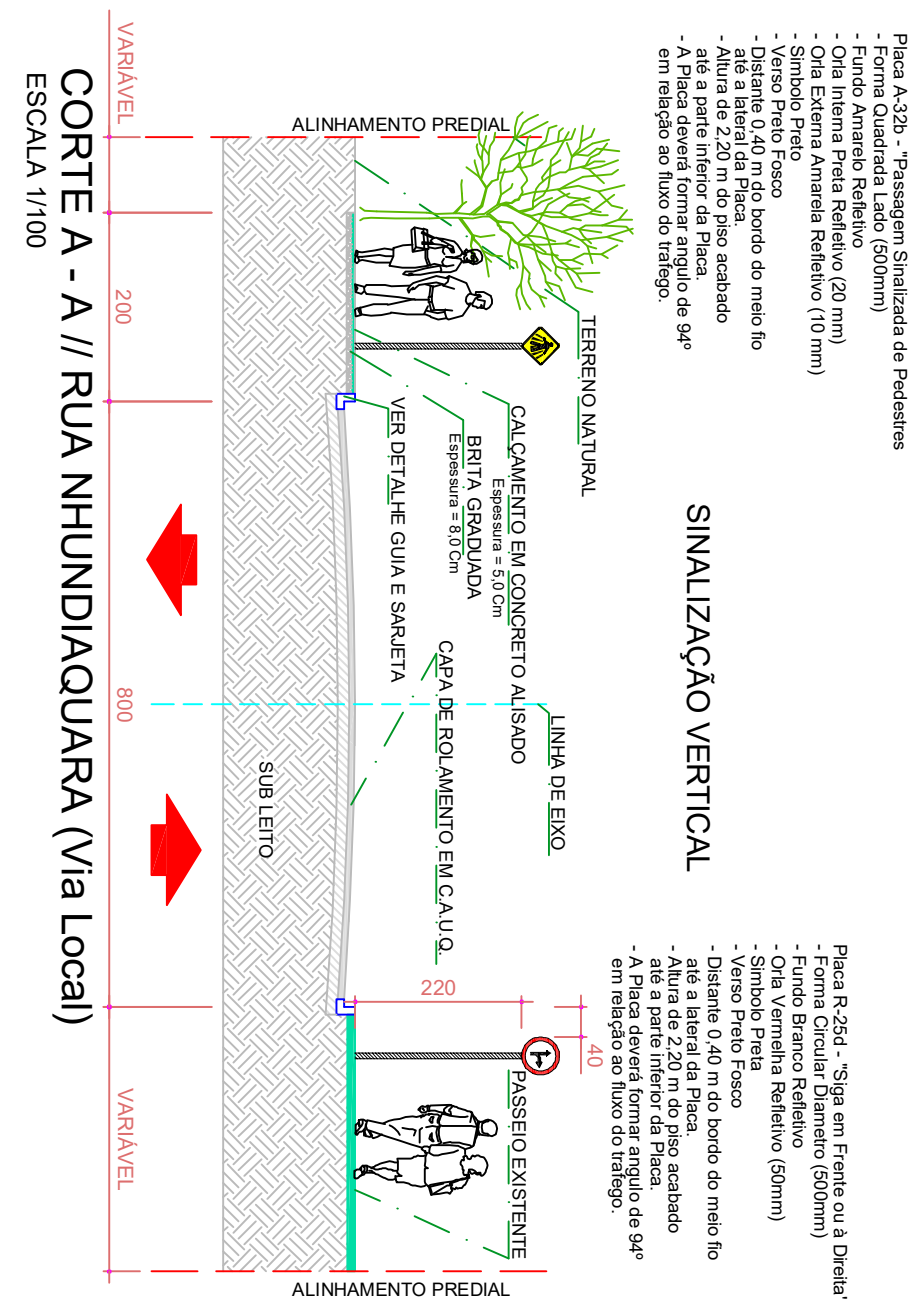 Placa A-32b - "Passagem Sinalizada de Pedestres
- Forma Quadrada Lado (500mm)
- Fundo Amarelo Refletivo
- Orla Interna Preta Refletivo (20 mm)
- Orla Externa Amarela Refletivo (10 mm)
- Simbolo Preto
- Verso Preto Fosco
- Distante 0,40 m do bordo do meio fio
até a lateral da Placa.
- Altura de 2,20 m do piso acabado
até a parte inferior da Placa.
- A Placa deverá formar angulo de 94º
em relação ao fluxo do trafego.
SINALIZAÇÃO VERTICAL
Placa R-25d - "Siga em Frente ou à Direita"
- Forma Circular Diametro (500mm)
- Fundo Branco Refletivo
- Orla Vermelha Refletivo (50mm)
- Simbolo Preta
- Verso Preto Fosco
- Distante 0,40 m do bordo do meio fio
até a lateral da Placa.
- Altura de 2,20 m do piso acabado
até a parte inferior da Placa.
- A Placa deverá formar angulo de 94º
em relação ao fluxo do trafego.
ALINHAMENTO PREDIAL
TERRENO NATURAL
CALÇAMENTO EM CONCRETO ALISADO
Espessura = 5,0 Cm
BRITA GRADUADA
Espessura = 8,0 Cm
VER DETALHE GUIA E SARJETA
LINHA DE EIXO
CAPA DE ROLAMENTO EM C.A.U.Q.
SUB LEITO
40
220
PASSEIO EXISTENTE
ALINHAMENTO PREDIAL
VARIÁVEL
200
800
VARIÁVEL
CORTE A - A // RUA NHUNDIAQUARA (Via Local)
ESCALA 1/100